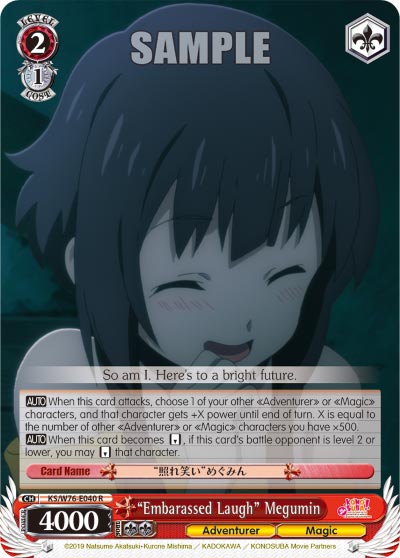 LEVEL
2
1
COST
SAMPLE
So am I. Here's to a bright future.
AUTO When this card attacks, choose 1 of your other «Adventurer» or «Magic»
characters, and that character gets +X power until end of turn. X is equal to
the number of other «Adventurer» or «Magic» characters you have ×500.
AUTO When this card becomes, if this card's battle opponent is level 2 or
lower, you may that character.
Card Name "照れ笑い"めぐみん
CH KS/W76-E040 R
"Embarassed Laugh" Megumin
POWER 4000 SOUL
Adventurer Magic
©2019 Natsume Akatsuki・Kurone Mishima / KADOKAWA / KONOSUBA Movie Partners